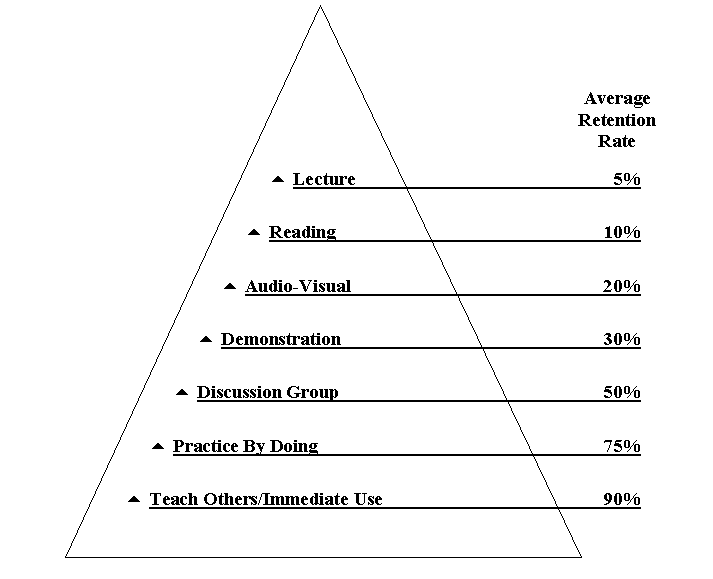 Average
Retention
Rate
Lecture 5%
Reading 10%
Audio-Visual 20%
Demonstration 30%
Discussion Group 50%
Practice By Doing 75%
Teach Others/Immediate Use 90%